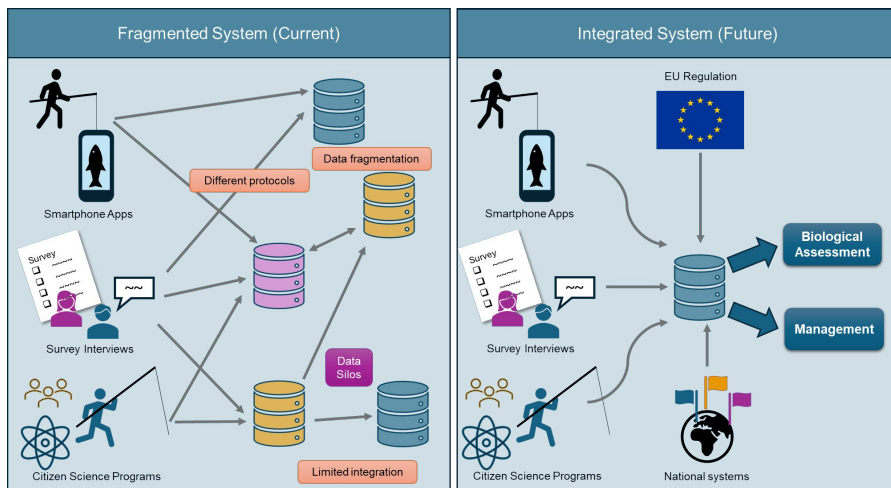 Fragmented System (Current)
Data fragmentation
Different protocols
Smartphone Apps
Survey
~~~~~
~~~~~
~~~~~
~~~~~
~~
Survey Interviews
Data
Silos
Limited integration
Citizen Science Programs
Integrated System (Future)
EU Regulation
Smartphone Apps
Survey
~~~~~
~~~~~
~~~~~
~~~~~
~~
Survey Interviews
Biological
Assessment
Management
Citizen Science Programs
National systems